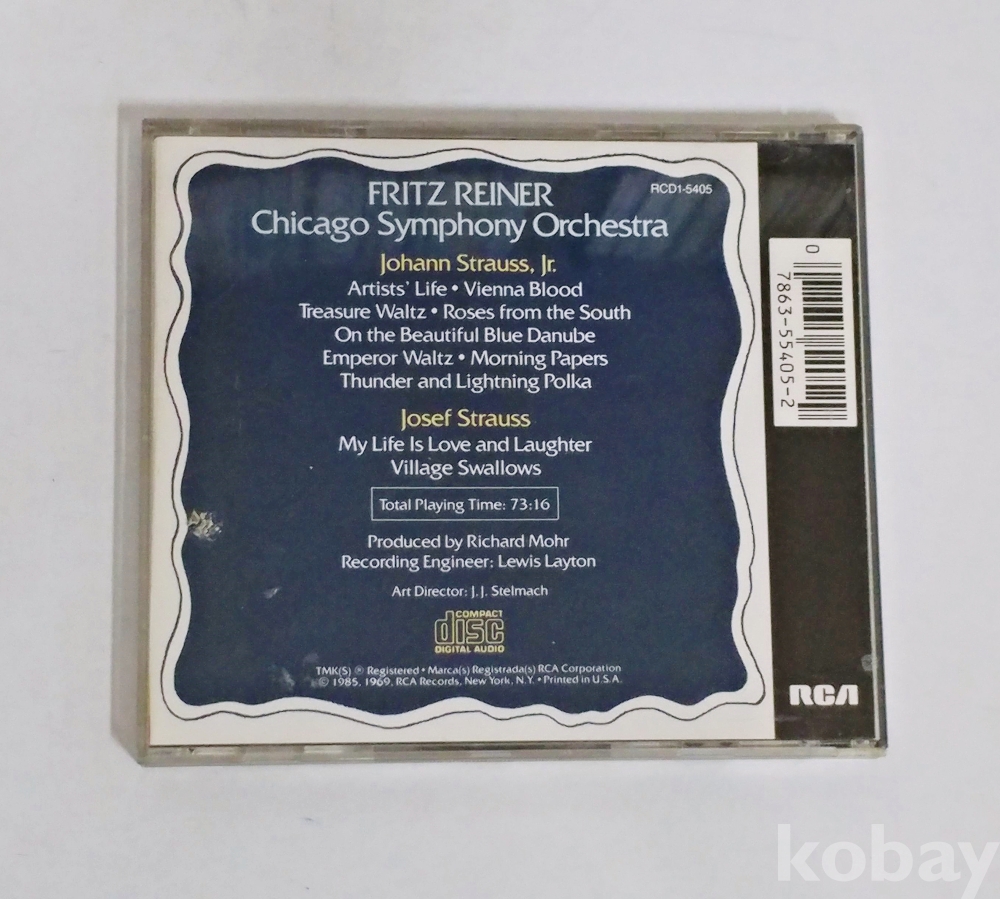 FRITZ REINER
RCD1-5405
Chicago Symphony Orchestra
Johann Strauss, Jr.
Artists' Life • Vienna Blood
Treasure Waltz • Roses from the South
On the Beautiful Blue Danube
Emperor Waltz • Morning Papers
Thunder and Lightning Polka
Josef Strauss
My Life Is Love and Laughter
Village Swallows
Total Playing Time: 73:16
Produced by Richard Mohr
Recording Engineer: Lewis Layton
Art Director: J.J. Stelmach
COMPACT
disc
DIGITAL AUDIO
TMK(S) ® Registered • Marca(s) Registrada(s) RCA Corporation
© 1985, 1969, RCA Records, New York, N.Y. • Printed in U.S.A.
0 7863-55405-2
RCA
kobay